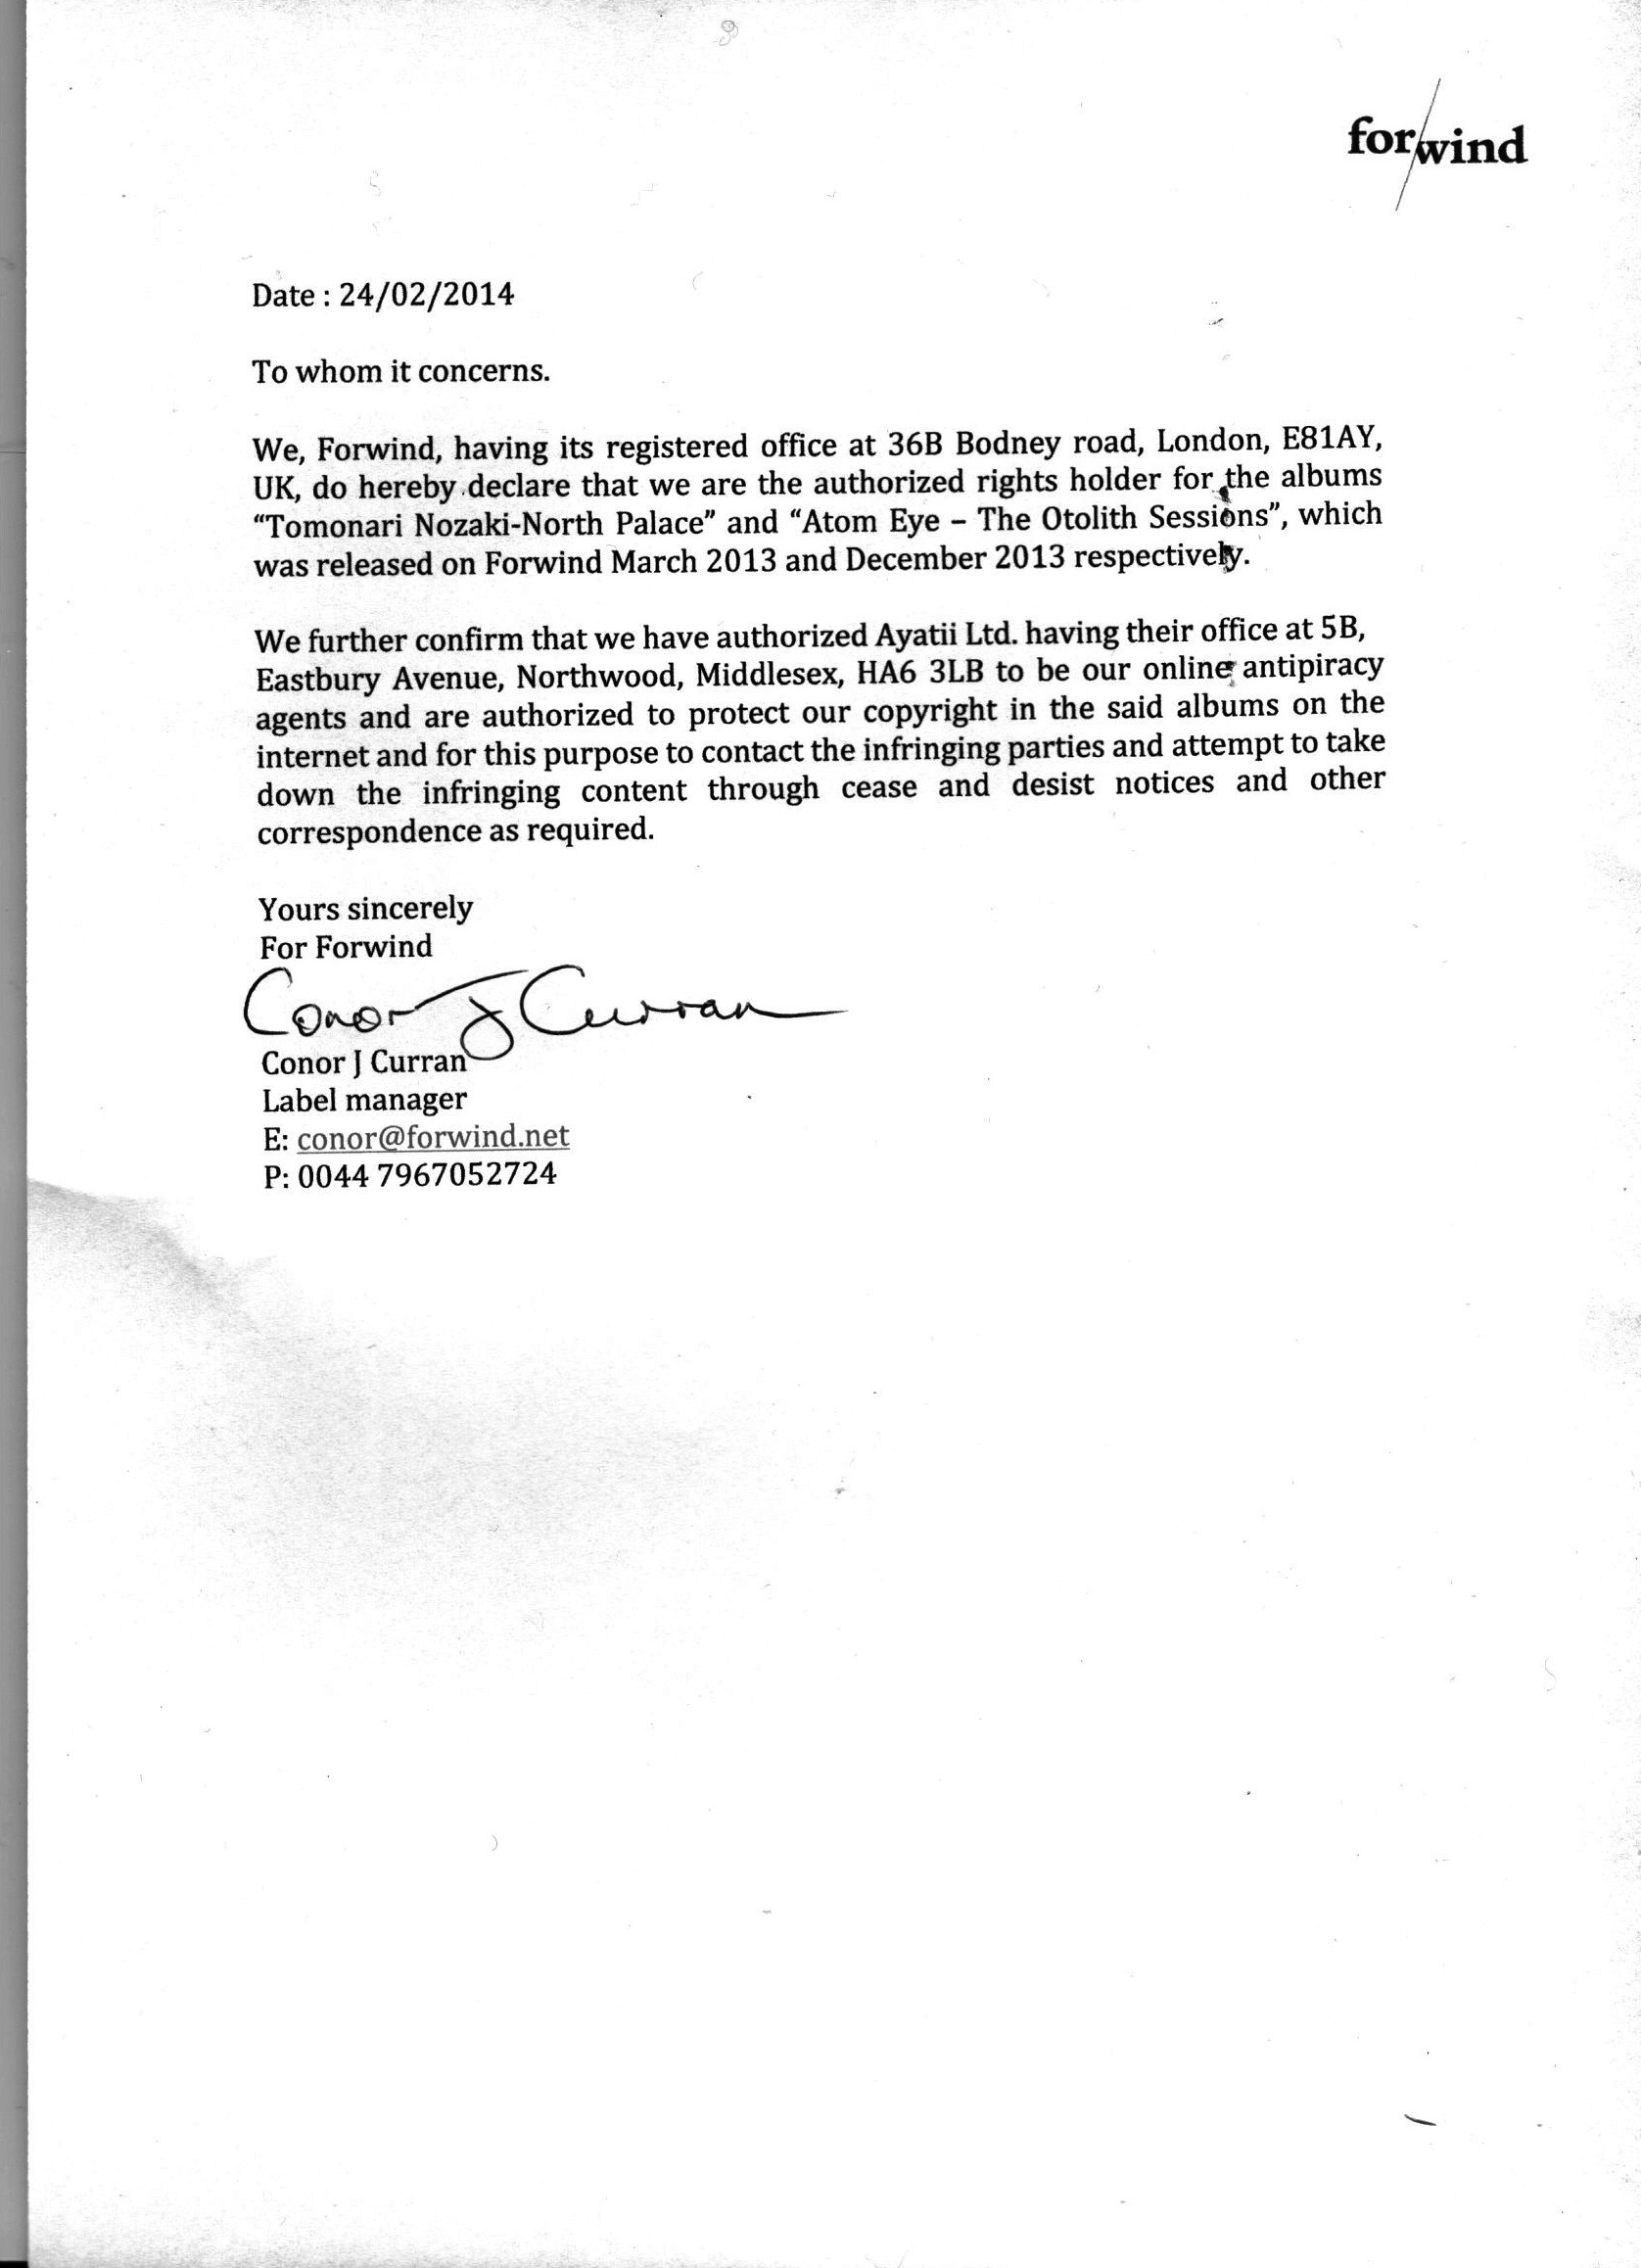 for/wind
Date : 24/02/2014
To whom it concerns.
We, Forwind, having its registered office at 36B Bodney road, London, E81AY,
UK, do hereby declare that we are the authorized rights holder for the albums
“Tomonari Nozaki-North Palace” and “Atom Eye – The Otolith Sessions”, which
was released on Forwind March 2013 and December 2013 respectively.
We further confirm that we have authorized Ayatii Ltd. having their office at 5B,
Eastbury Avenue, Northwood, Middlesex, HA6 3LB to be our online antipiracy
agents and are authorized to protect our copyright in the said albums on the
internet and for this purpose to contact the infringing parties and attempt to take
down the infringing content through cease and desist notices and other
correspondence as required.
Yours sincerely
For Forwind
Conor J Curran
Conor J Curran
Label manager
E: conor@forwind.net
P: 0044 7967052724